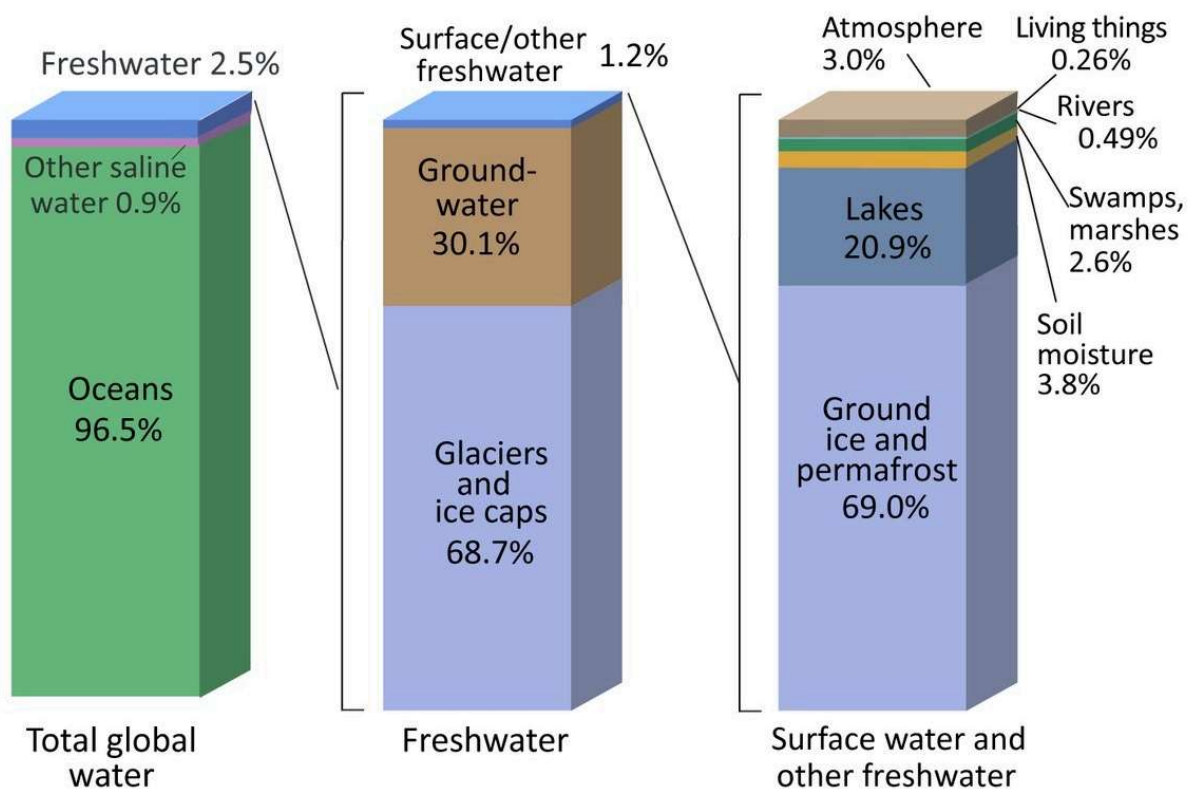 Freshwater 2.5%
Other saline
water 0.9%
Oceans
96.5%
Total global
water
Surface/other
freshwater
1.2%
Ground-
water
30.1%
Glaciers
and
ice caps
68.7%
Freshwater
Atmosphere
3.0%
Living things
0.26%
Rivers
0.49%
Swamps,
marshes
2.6%
Soil
moisture
3.8%
Lakes
20.9%
Ground
ice and
permafrost
69.0%
Surface water and
other freshwater